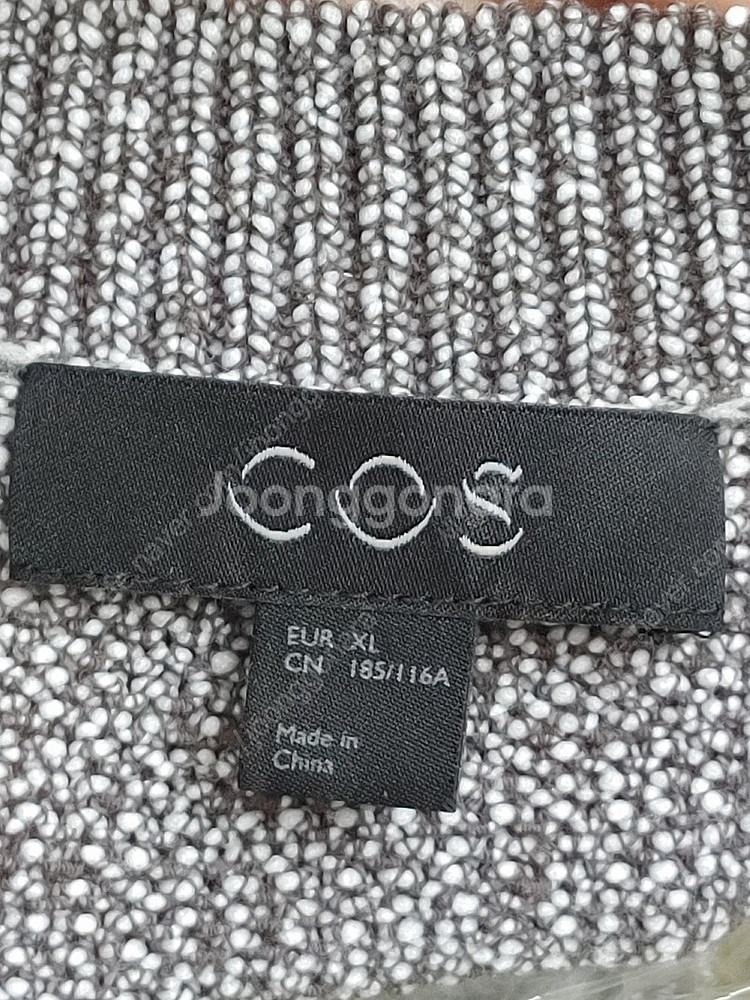 COS
Joonggonara
EUR XL
CN 185/116A
Made in
China